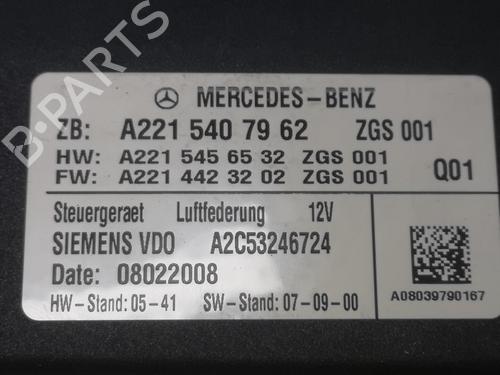 MERCEDES-BENZ
ZB: A221 540 79 62 ZGS 001
HW: A221 545 65 32 ZGS 001
FW: A221 442 32 02 ZGS 001 Q01
Steuergeraet Luftfederung 12V
SIEMENS VDO A2C53246724
Date: 08022008
HW-Stand: 05-41 SW-Stand: 07-09-00
A08039790167
B-PARTS